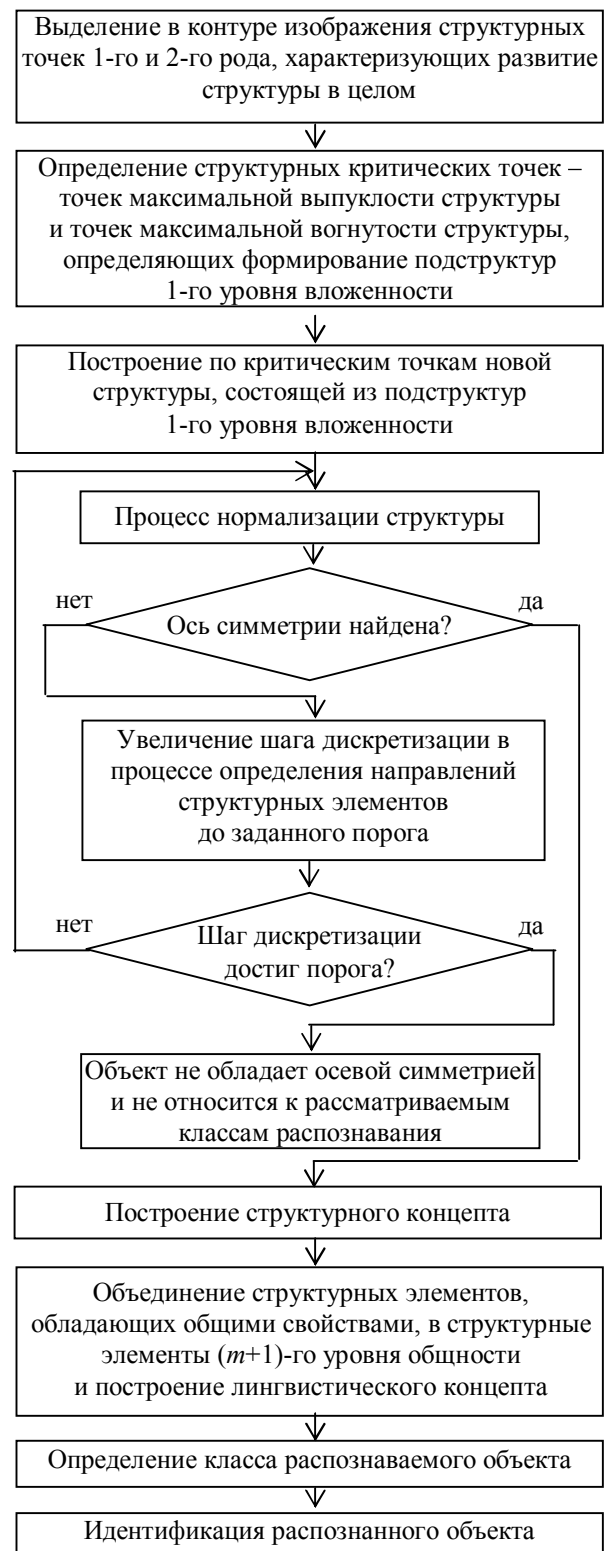 Выделение в контуре изображения структурных
точек 1-го и 2-го рода, характеризующих развитие
структуры в целом
Определение структурных критических точек –
точек максимальной выпуклости структуры
и точек максимальной вогнутости структуры,
определяющих формирование подструктур
1-го уровня вложенности
Построение по критическим точкам новой
структуры, состоящей из подструктур
1-го уровня вложенности
Процесс нормализации структуры
нет
да
Ось симметрии найдена?
Увеличение шага дискретизации в
процессе определения направлений
структурных элементов
до заданного порога
нет
да
Шаг дискретизации
достиг порога?
Объект не обладает осевой симметрией
и не относится к рассматриваемым
классам распознавания
Построение структурного концепта
Объединение структурных элементов,
обладающих общими свойствами, в структурные
элементы (m+1)-го уровня общности
и построение лингвистического концепта
Определение класса распознаваемого объекта
Идентификация распознанного объекта